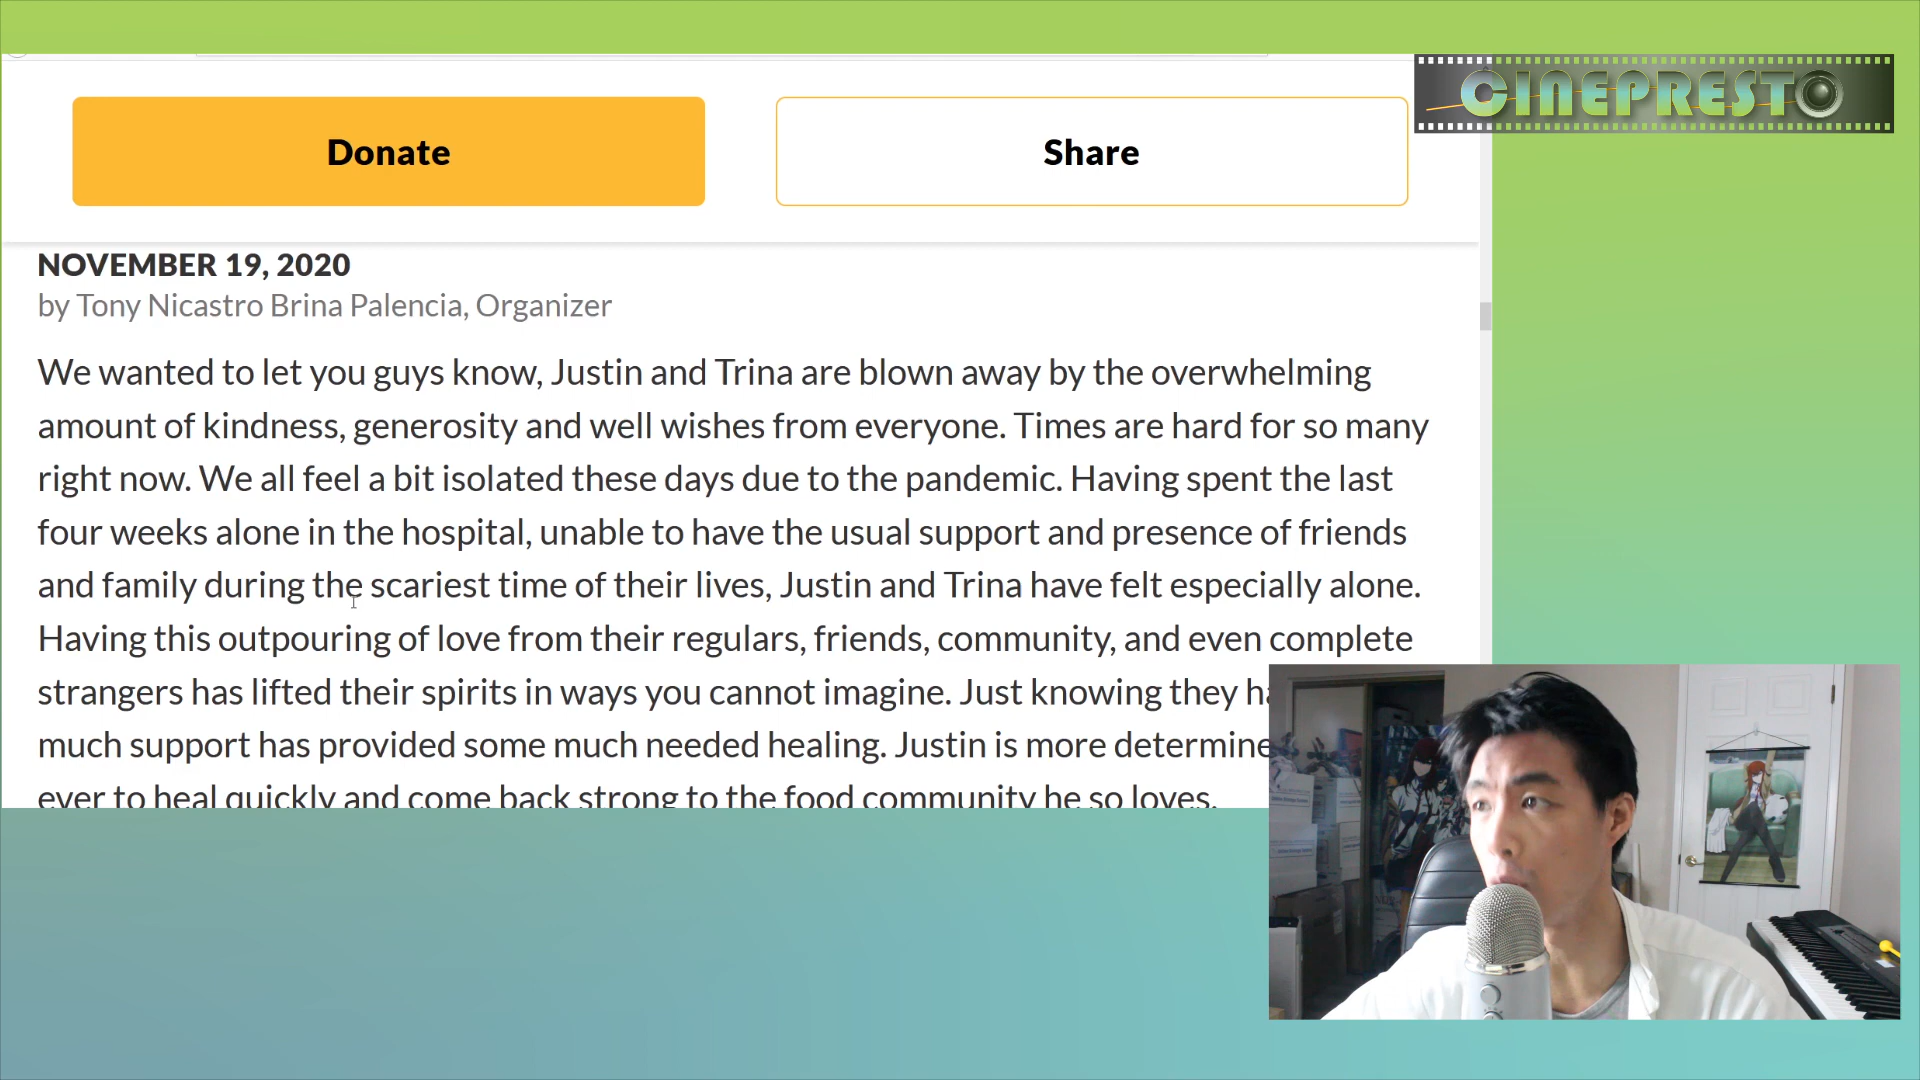 CINEPRESTO
Donate
Share
NOVEMBER 19, 2020
by Tony Nicastro Brina Palencia, Organizer
We wanted to let you guys know, Justin and Trina are blown away by the overwhelming
amount of kindness, generosity and well wishes from everyone. Times are hard for so many
right now. We all feel a bit isolated these days due to the pandemic. Having spent the last
four weeks alone in the hospital, unable to have the usual support and presence of friends
and family during the scariest time of their lives, Justin and Trina have felt especially alone.
Having this outpouring of love from their regulars, friends, community, and even complete
strangers has lifted their spirits in ways you cannot imagine. Just knowing they
much support has provided some much needed healing. Justin is more
ever to heal quickly and come back strong to the food community he so loves.